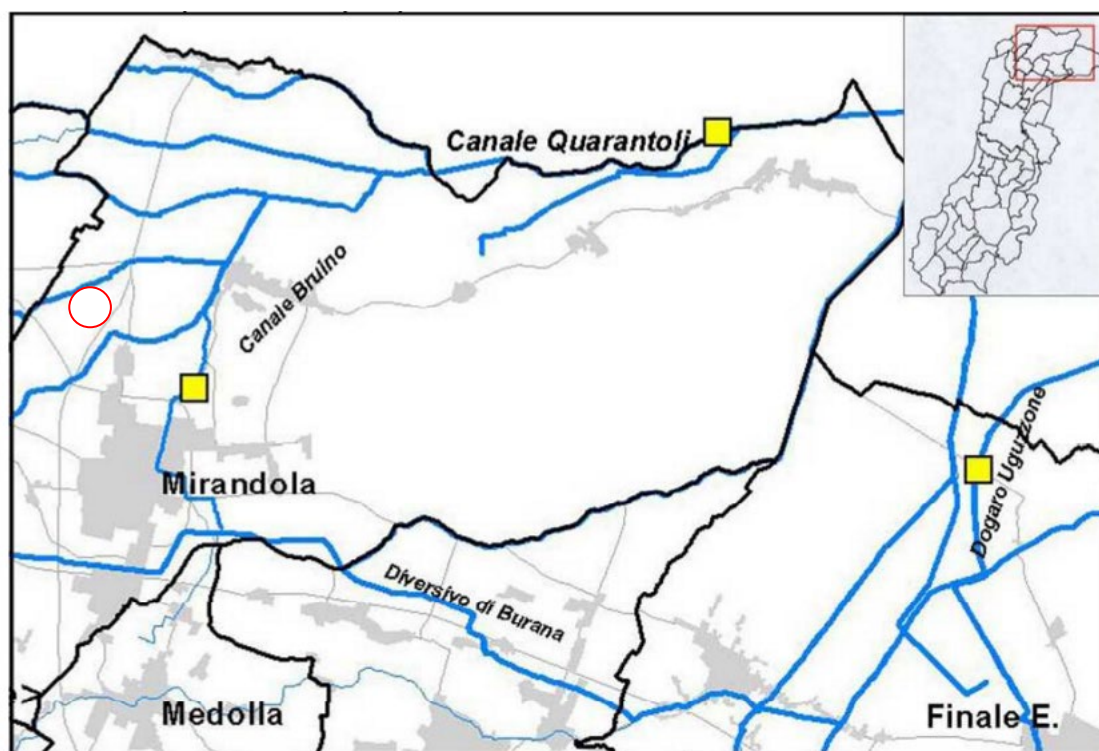 Canale Quarantoli
Canale Bruino
Mirandola
Dogaro Uguzzone
Diversivo di Burana
Medolla
Finale E.